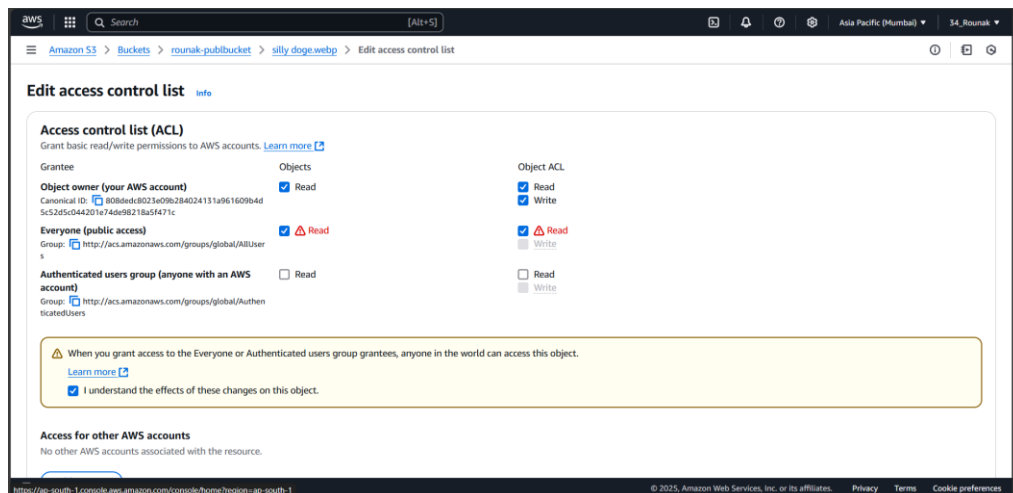 aws
Search [Alt+S]
Asia Pacific (Mumbai) ▼ 34_Rounak ▼
Amazon S3 > Buckets > rounak-publbucket > silly doge.webp > Edit access control list
Edit access control list Info
Access control list (ACL)
Grant basic read/write permissions to AWS accounts. Learn more
Grantee Objects Object ACL
Object owner (your AWS account) Read Read
Canonical ID: 808dedc8023e09b284024131a961609b4d Write
5c52d5c044201e74de98218a5f471c
Everyone (public access) Read Read
Group: http://acs.amazonaws.com/groups/global/AllUser Write
s
Authenticated users group (anyone with an AWS Read Read
account) Write
Group: http://acs.amazonaws.com/groups/global/Authen
ticatedUsers
When you grant access to the Everyone or Authenticated users group grantees, anyone in the world can access this object.
Learn more
I understand the effects of these changes on this object.
Access for other AWS accounts
No other AWS accounts associated with the resource.
https://ap-south-1.console.aws.amazon.com/console/home?region=ap-south-1 © 2025, Amazon Web Services, Inc. or its affiliates. Privacy Terms Cookie preferences